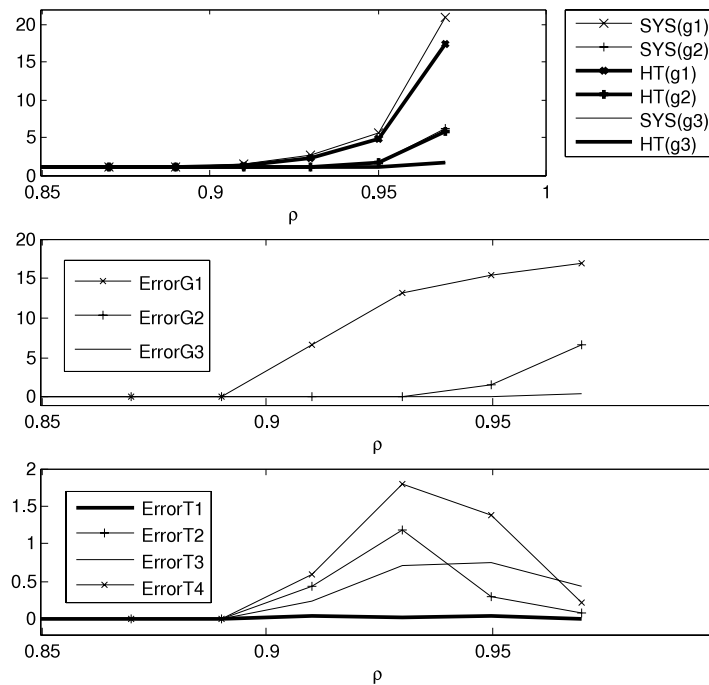 20
15
10
5
0
0.85
0.9
0.95
1
ρ
SYS(g1)
SYS(g2)
HT(g1)
HT(g2)
SYS(g3)
HT(g3)
20
15
10
5
0
0.85
0.9
0.95
ρ
ErrorG1
ErrorG2
ErrorG3
2
1.5
1
0.5
0
0.85
0.9
0.95
ρ
ErrorT1
ErrorT2
ErrorT3
ErrorT4